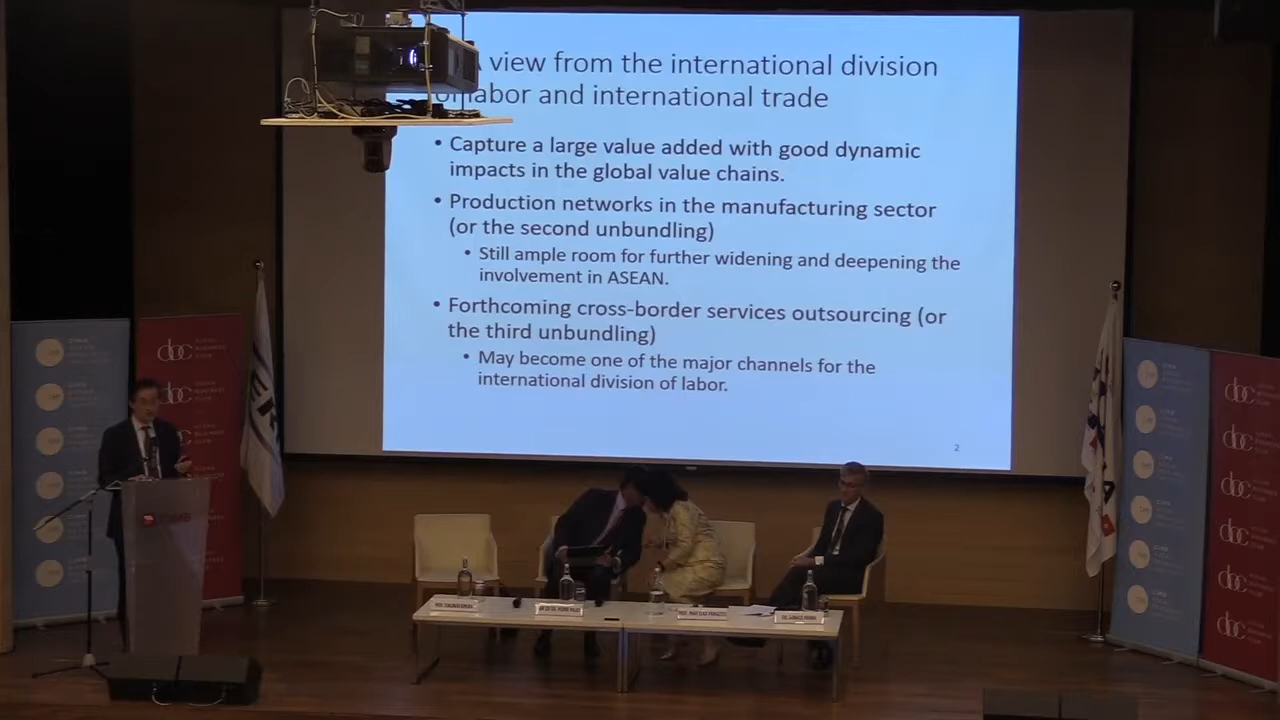 view from the international division
labor and international trade
• Capture a large value added with good dynamic
impacts in the global value chains.
• Production networks in the manufacturing sector
(or the second unbundling)
• Still ample room for further widening and deepening the
involvement in ASEAN.
• Forthcoming cross-border services outsourcing (or
the third unbundling)
• May become one of the major channels for the
international division of labor.
2